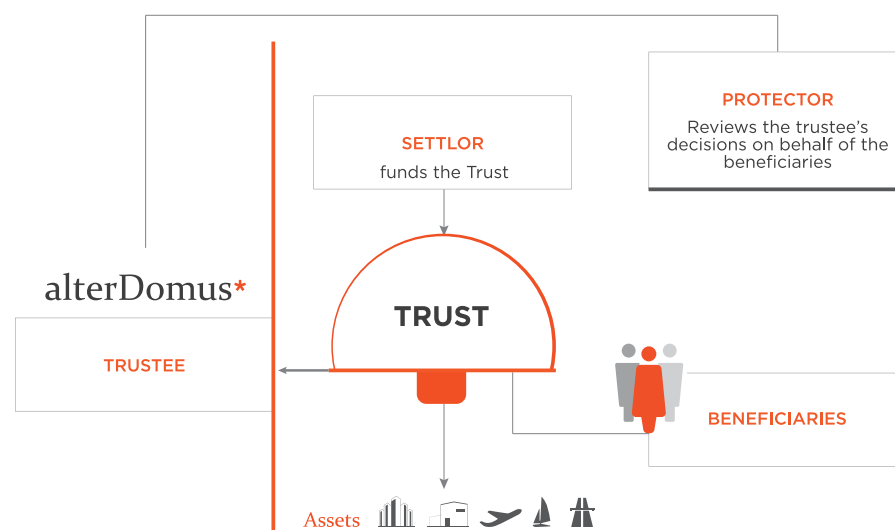 PROTECTOR
Reviews the trustee’s
decisions on behalf of the
beneficiaries
SETTLOR
funds the Trust
alterDomus*
TRUST
TRUSTEE
BENEFICIARIES
Assets